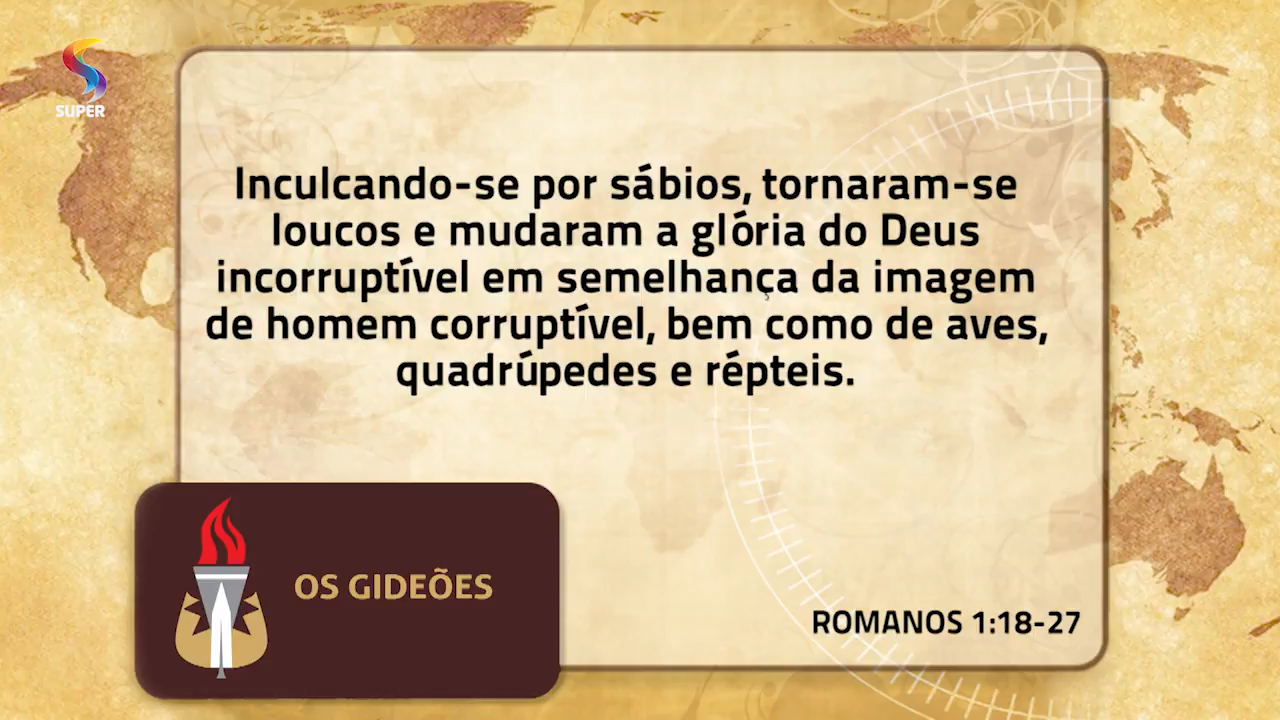 SUPER
Inculcando-se por sábios, tornaram-se
loucos e mudaram a glória do Deus
incorruptível em semelhança da imagem
de homem corruptível, bem como de aves,
quadrúpedes e répteis.
OS GIDEÕES
ROMANOS 1:18-27